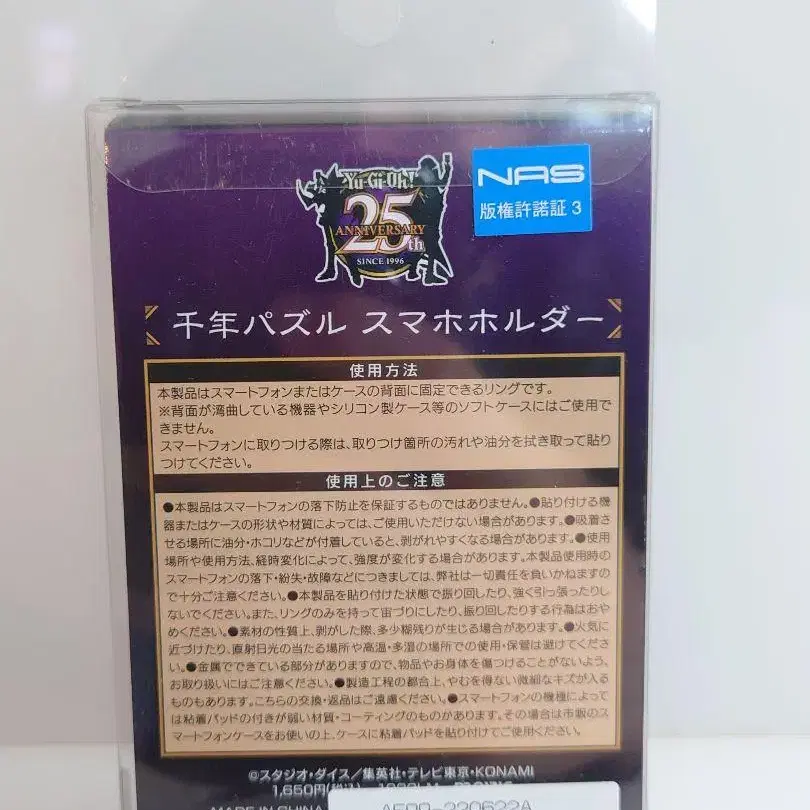 Yu-Gi-Oh!
25th
ANNIVERSARY
SINCE 1996
NAS
版権許諾証 3
千年パズル スマホホルダー
使用方法
本製品はスマートフォンまたはケースの背面に固定できるリングです。
※背面が湾曲している機器やシリコン製ケース等のソフトケースにはご使用で
きません。
スマートフォンに取りつける際は、取りつけ箇所の汚れや油分を拭き取って貼り
つけてください。
使用上のご注意
●本製品はスマートフォンの落下防止を保証するものではありません。●貼り付ける機
器またはケースの形状や材質によっては、ご使用いただけない場合があります。●吸着
させる場所に油分・ホコリなどが付着していると、剥がれやすくなる場合があります。●使用
場所や使用方法、経時変化によって、強度が変化する場合があります。本製品使用時の
スマートフォンの落下・紛失・故障などにつきましては、弊社は一切責任を負いかねますの
で十分ご注意ください。●本製品を貼り付けた状態で振り回したり、強く引っ張ったりし
ないでください。また、リングのみを持って宙づりにしたり、振り回したりする行為はおや
めください。●素材の性質上、剥がした際、多少糊残りが生じる場合があります。●火気に
近づけたり、直射日光の当たる場所や高温・多湿の場所での使用・保管は避けてくださ
い。●金属でできている部分がありますので、物品やお身体を傷つけることがないよう、
お取り扱いにはご注意ください。●製造工程の都合上、やむを得ない微細なキズが入る
ものもあります。こちらの交換・返品はご遠慮ください。●スマートフォンの機種によって
は粘着パッドの付きが弱い材質・コーティングのものがあります。その場合は市販のス
マートフォンケースをお使いの上、ケースに粘着パッドを貼り付けてご使用ください。
©スタジオ・ダイス／集英社・テレビ東京・KONAMI
1,650円(税込)
MADE IN CHINA